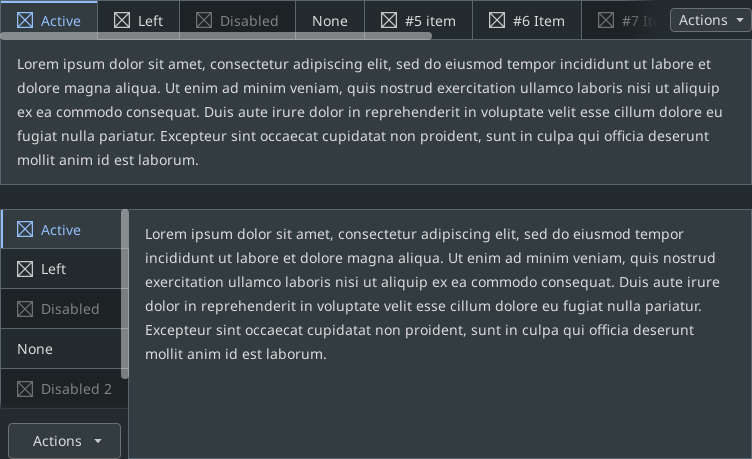 Active Left Disabled None #5 item #6 Item #7 Actions
Lorem ipsum dolor sit amet, consectetur adipiscing elit, sed do eiusmod tempor incididunt ut labore et
dolore magna aliqua. Ut enim ad minim veniam, quis nostrud exercitation ullamco laboris nisi ut aliquip
ex ea commodo consequat. Duis aute irure dolor in reprehenderit in voluptate velit esse cillum dolore eu
fugiat nulla pariatur. Excepteur sint occaecat cupidatat non proident, sunt in culpa qui officia deserunt
mollit anim id est laborum.
Active
Left
Disabled
None
Disabled 2
Actions
Lorem ipsum dolor sit amet, consectetur adipiscing elit, sed do eiusmod tempor
incididunt ut labore et dolore magna aliqua. Ut enim ad minim veniam, quis nostrud
exercitation ullamco laboris nisi ut aliquip ex ea commodo consequat. Duis aute irure
dolor in reprehenderit in voluptate velit esse cillum dolore eu fugiat nulla pariatur.
Excepteur sint occaecat cupidatat non proident, sunt in culpa qui officia deserunt
mollit anim id est laborum.